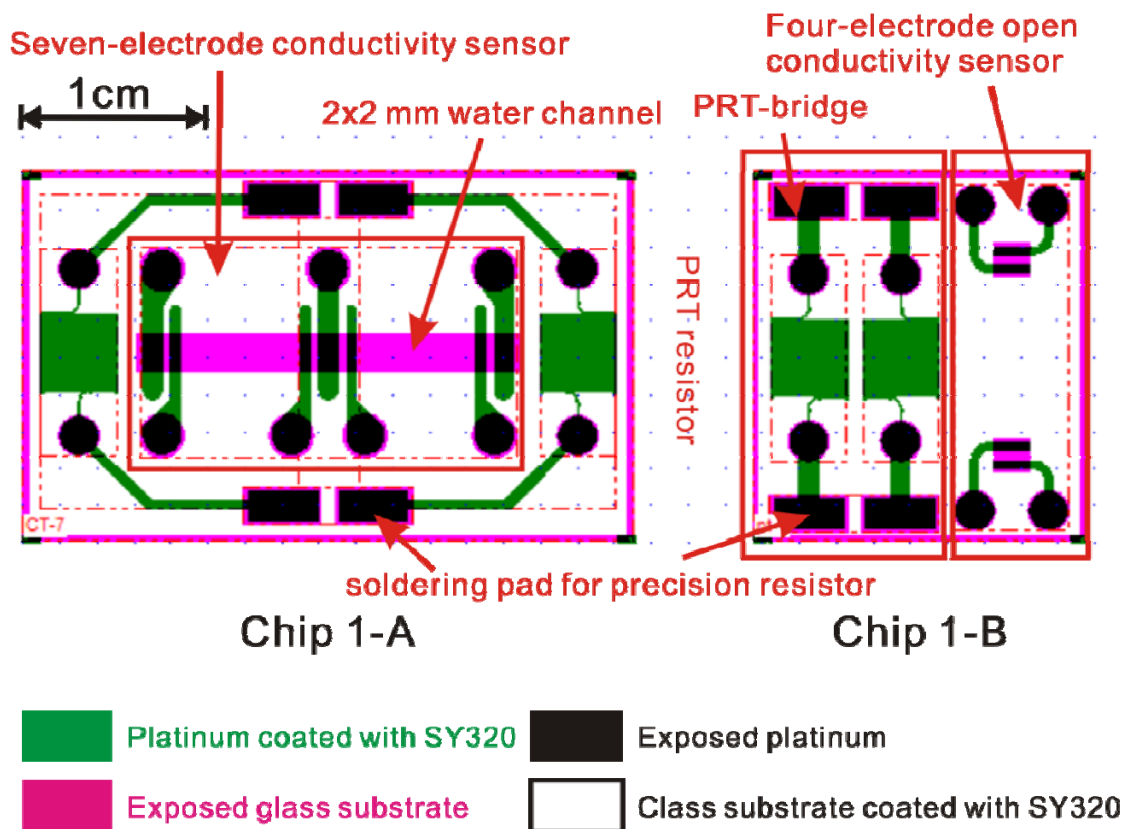 Seven-electrode conductivity sensor
1cm
2x2 mm water channel
Four-electrode open
conductivity sensor
PRT-bridge
PRT resistor
CT-7
soldering pad for precision resistor
Chip 1-A
Chip 1-B
Platinum coated with SY320
Exposed platinum
Exposed glass substrate
Class substrate coated with SY320